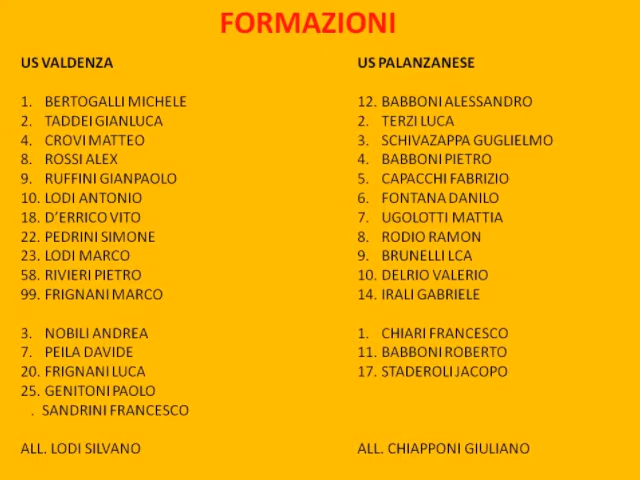 FORMAZIONI
US VALDENZA
1. BERTOGALLI MICHELE
2. TADDEI GIANLUCA
4. CROVI MATTEO
8. ROSSI ALEX
9. RUFFINI GIANPAOLO
10. LODI ANTONIO
18. D'ERRICO VITO
22. PEDRINI SIMONE
23. LODI MARCO
58. RIVIERI PIETRO
99. FRIGNANI MARCO
3. NOBILI ANDREA
7. PEILA DAVIDE
20. FRIGNANI LUCA
25. GENITONI PAOLO
. SANDRINI FRANCESCO
ALL. LODI SILVANO
US PALANZANESE
12. BABBONI ALESSANDRO
2. TERZI LUCA
3. SCHIVAZAPPA GUGLIELMO
4. BABBONI PIETRO
5. CAPACCHI FABRIZIO
6. FONTANA DANILO
7. UGOLOTTI MATTIA
8. RODIO RAMON
9. BRUNELLI LCA
10. DELRIO VALERIO
14. IRALI GABRIELE
1. CHIARI FRANCESCO
11. BABBONI ROBERTO
17. STADEROLI JACOPO
ALL. CHIAPPONI GIULIANO